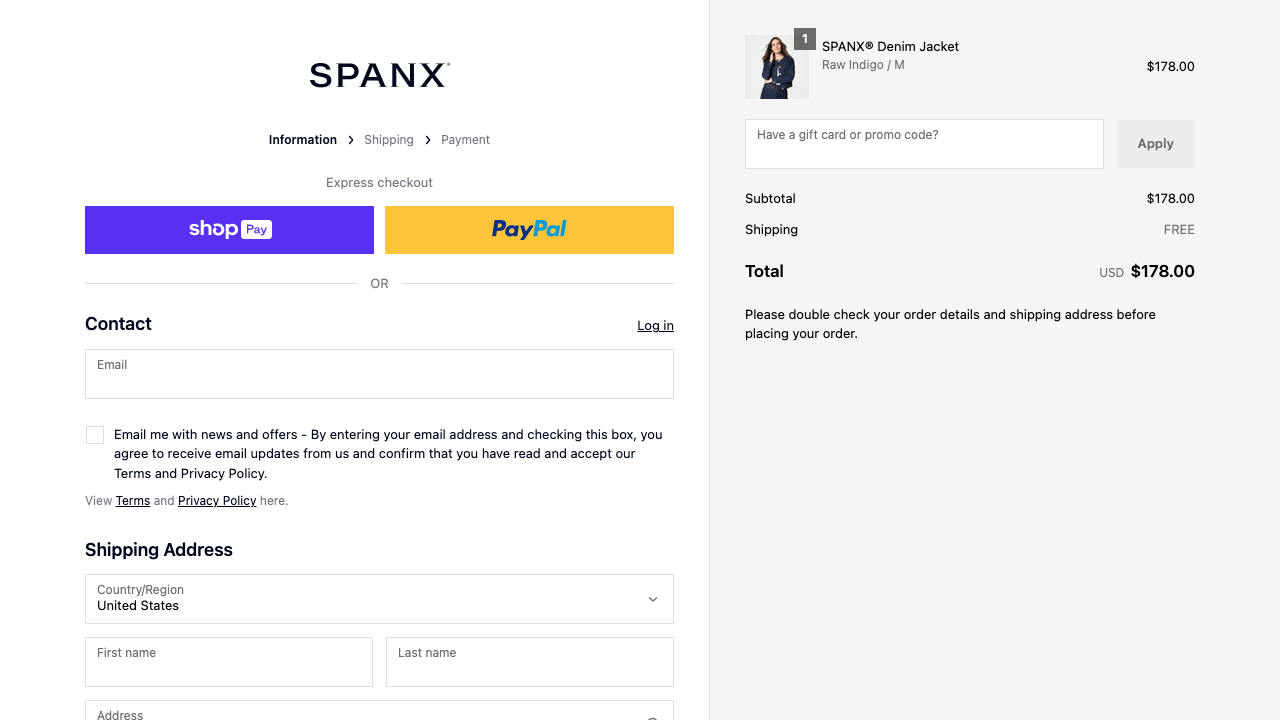 SPANX
Information > Shipping > Payment
Express checkout
shop Pay
PayPal
OR
Contact
Log in
Email
Email me with news and offers - By entering your email address and checking this box, you
agree to receive email updates from us and confirm that you have read and accept our
Terms and Privacy Policy.
View Terms and Privacy Policy here.
Shipping Address
Country/Region
United States
First name
Last name
Address
1
SPANX® Denim Jacket
Raw Indigo / M
$178.00
Have a gift card or promo code?
Apply
Subtotal $178.00
Shipping FREE
Total USD $178.00
Please double check your order details and shipping address before
placing your order.